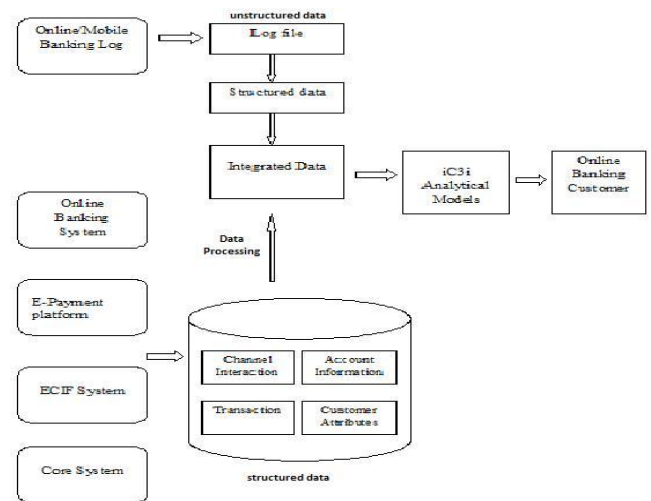 unstructured data
Online/Mobile
Banking Log
Log file
Structured data
Integrated Data
iC3i
Analytical
Models
Online
Banking
Customer
Online
Banking
System
Data
Processing
E-Payment
platform
Channel
Interaction
Account
Information
ECIF System
Transaction
Customer
Attributes
Core System
structured data